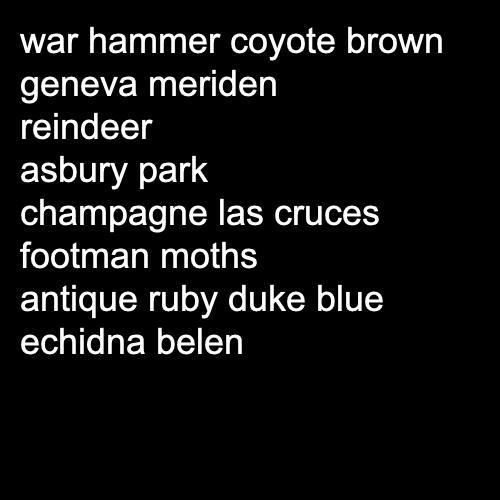 war hammer coyote brown
geneva meriden
reindeer
asbury park
champagne las cruces
footman moths
antique ruby duke blue
echidna belen